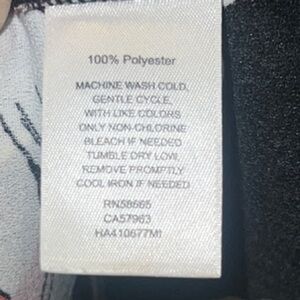 100% Polyester
MACHINE WASH COLD,
GENTLE CYCLE,
WITH LIKE COLORS
ONLY NON-CHLORINE
BLEACH IF NEEDED
TUMBLE DRY LOW,
REMOVE PROMPTLY
COOL IRON IF NEEDED
RN58665
CA57963
HA410677MI